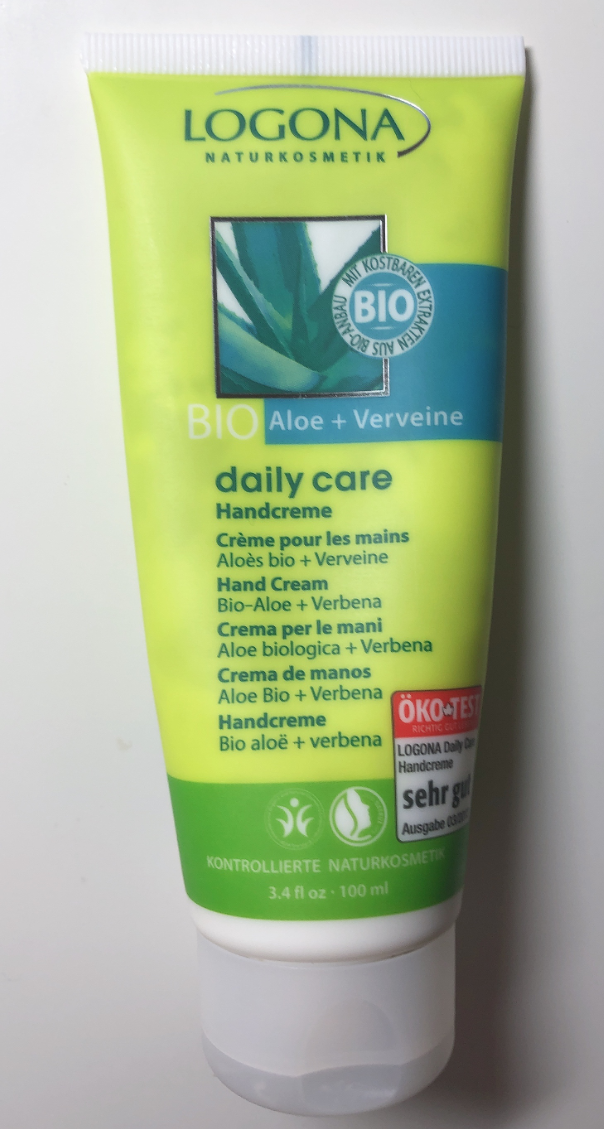 LOGONA
NATURKOSMETIK
MIT KOSTBAREN EXTRAKTEN AUS BIO-ANBAU
BIO
BIO Aloe + Verveine
daily care
Handcreme
Crème pour les mains
Aloès bio + Verveine
Hand Cream
Bio-Aloe + Verbena
Crema per le mani
Aloe biologica + Verbena
Crema de manos
Aloe Bio + Verbena
Handcreme
Bio aloë + verbena
ÖKO-TEST
RICHTIG GUT
LOGONA Daily
Handcreme
sehr gut
Ausgabe
KONTROLLIERTE NATURKOSMETIK
3.4 fl oz · 100 ml